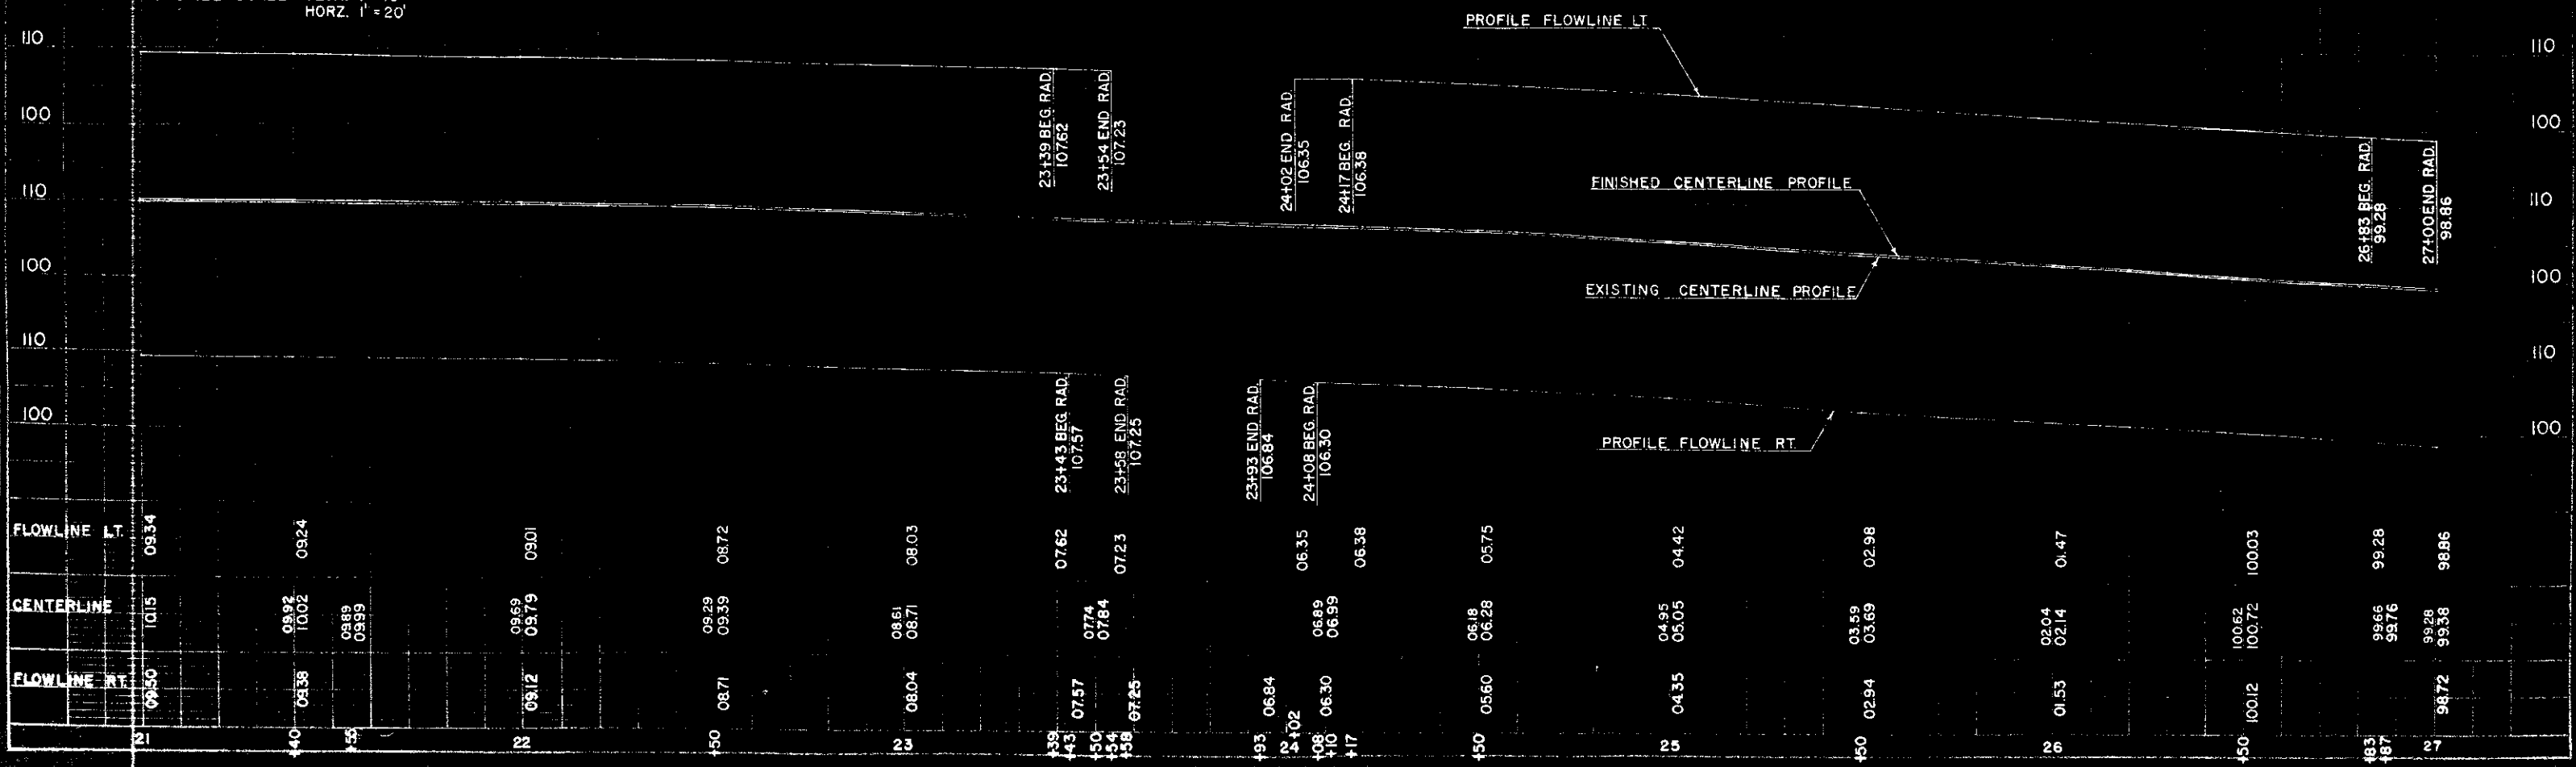 HORZ. 1" = 20'
PROFILE FLOWLINE LT.
110
110
100
100
23+39 BEG. RAD.
107.62
23+54 END RAD.
107.23
24+02 END RAD.
106.35
24+17 BEG. RAD.
106.38
26+83 BEG. RAD.
99.28
27+00 END RAD.
98.86
110
110
FINISHED CENTERLINE PROFILE
100
100
EXISTING CENTERLINE PROFILE
110
110
100
100
23+43 BEG. RAD.
107.57
23+58 END RAD.
107.25
23+93 END RAD.
106.84
24+08 BEG. RAD.
106.30
PROFILE FLOWLINE RT.
FLOWLINE LT. 09.34 09.24 09.01 08.72 08.03 07.62 07.23 06.35 06.38 05.75 04.42 02.98 01.47 100.03 99.28 98.86
CENTERLINE 10.15 09.92 09.89 09.69 09.29 08.61 07.74 06.89 06.18 04.95 03.59 02.04 100.62 99.66 99.28
10.02 09.99 09.79 09.39 08.71 07.84 06.99 06.28 05.05 03.69 02.14 100.72 99.76 99.38
FLOWLINE RT. 09.50 09.38 09.12 08.71 08.04 07.57 07.25 06.84 06.30 05.60 04.35 02.94 01.53 100.12 98.72
21 +40 22 +50 23 +39 +43 +50 +54 +58 +93 24 +02 +08 +10 +17 +50 25 +50 26 +50 +83 +87 27